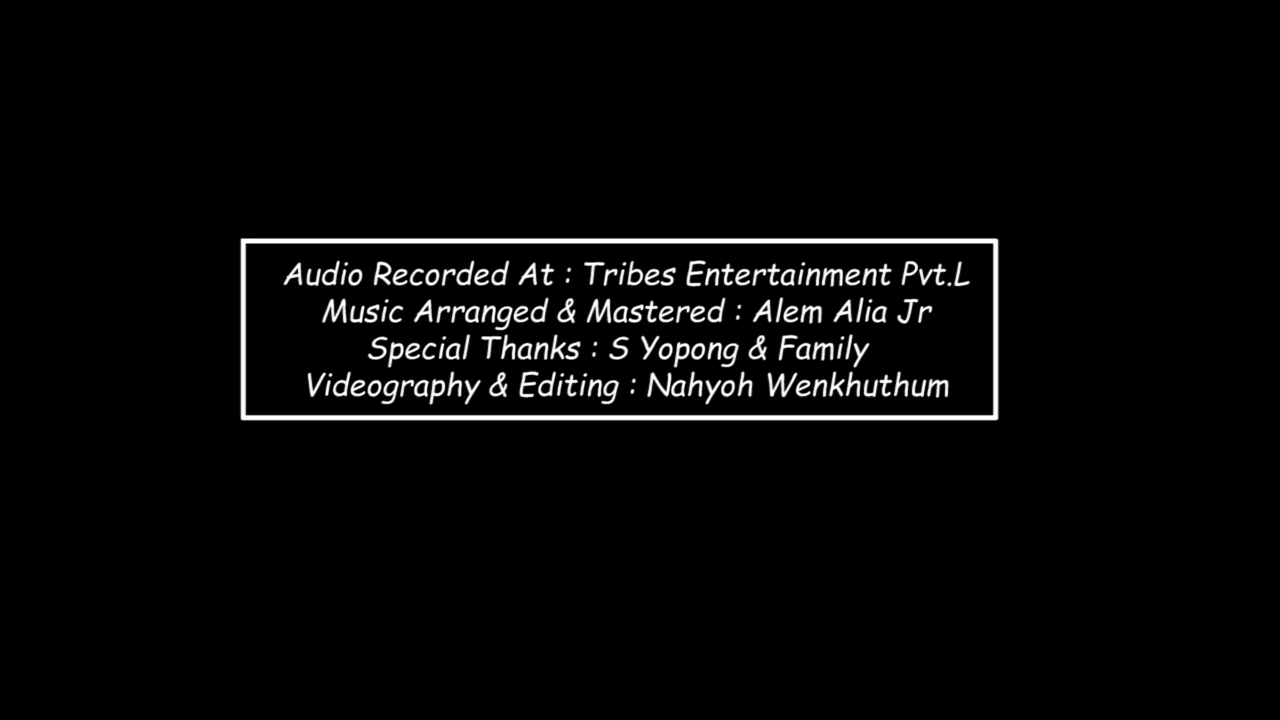 Audio Recorded At : Tribes Entertainment Pvt.L
Music Arranged & Mastered : Alem Alia Jr
Special Thanks : S Yopong & Family
Videography & Editing : Nahyoh Wenkhuthum